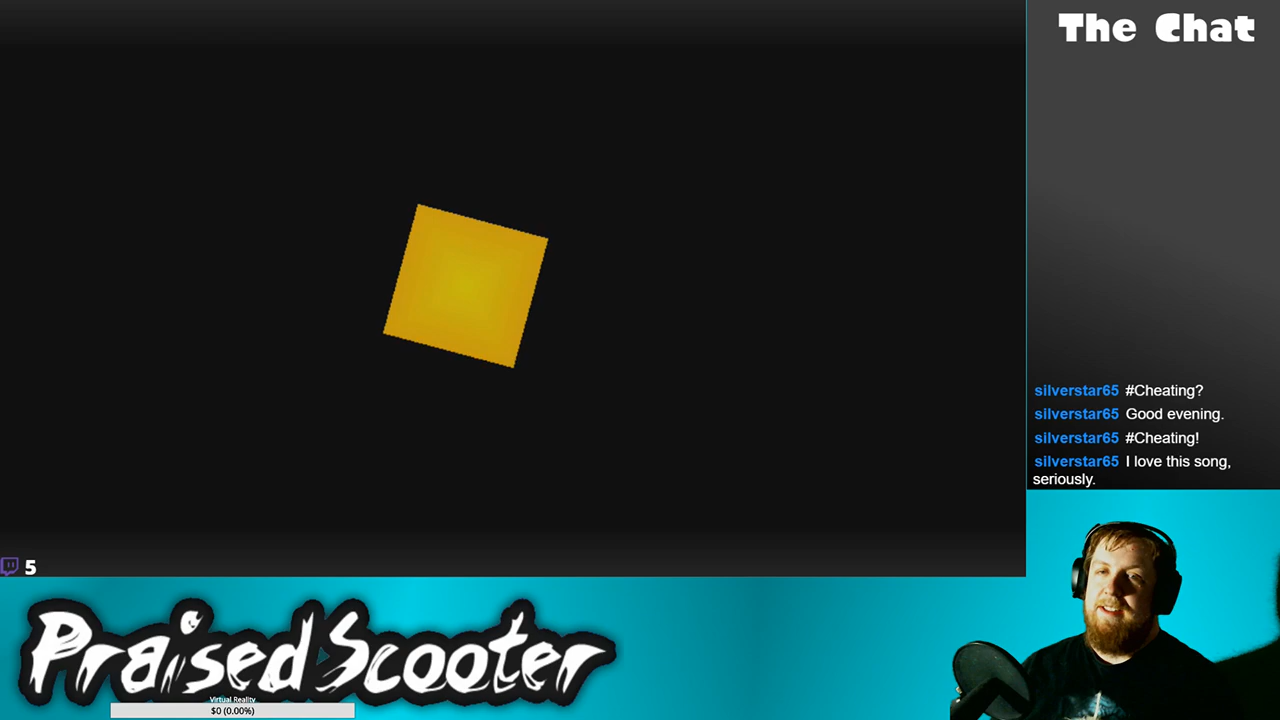 The Chat
silverstar65 #Cheating?
silverstar65 Good evening.
silverstar65 #Cheating!
silverstar65 I love this song,
seriously.
5
PraisedScooter
Virtual Reality
$0 (0.00%)